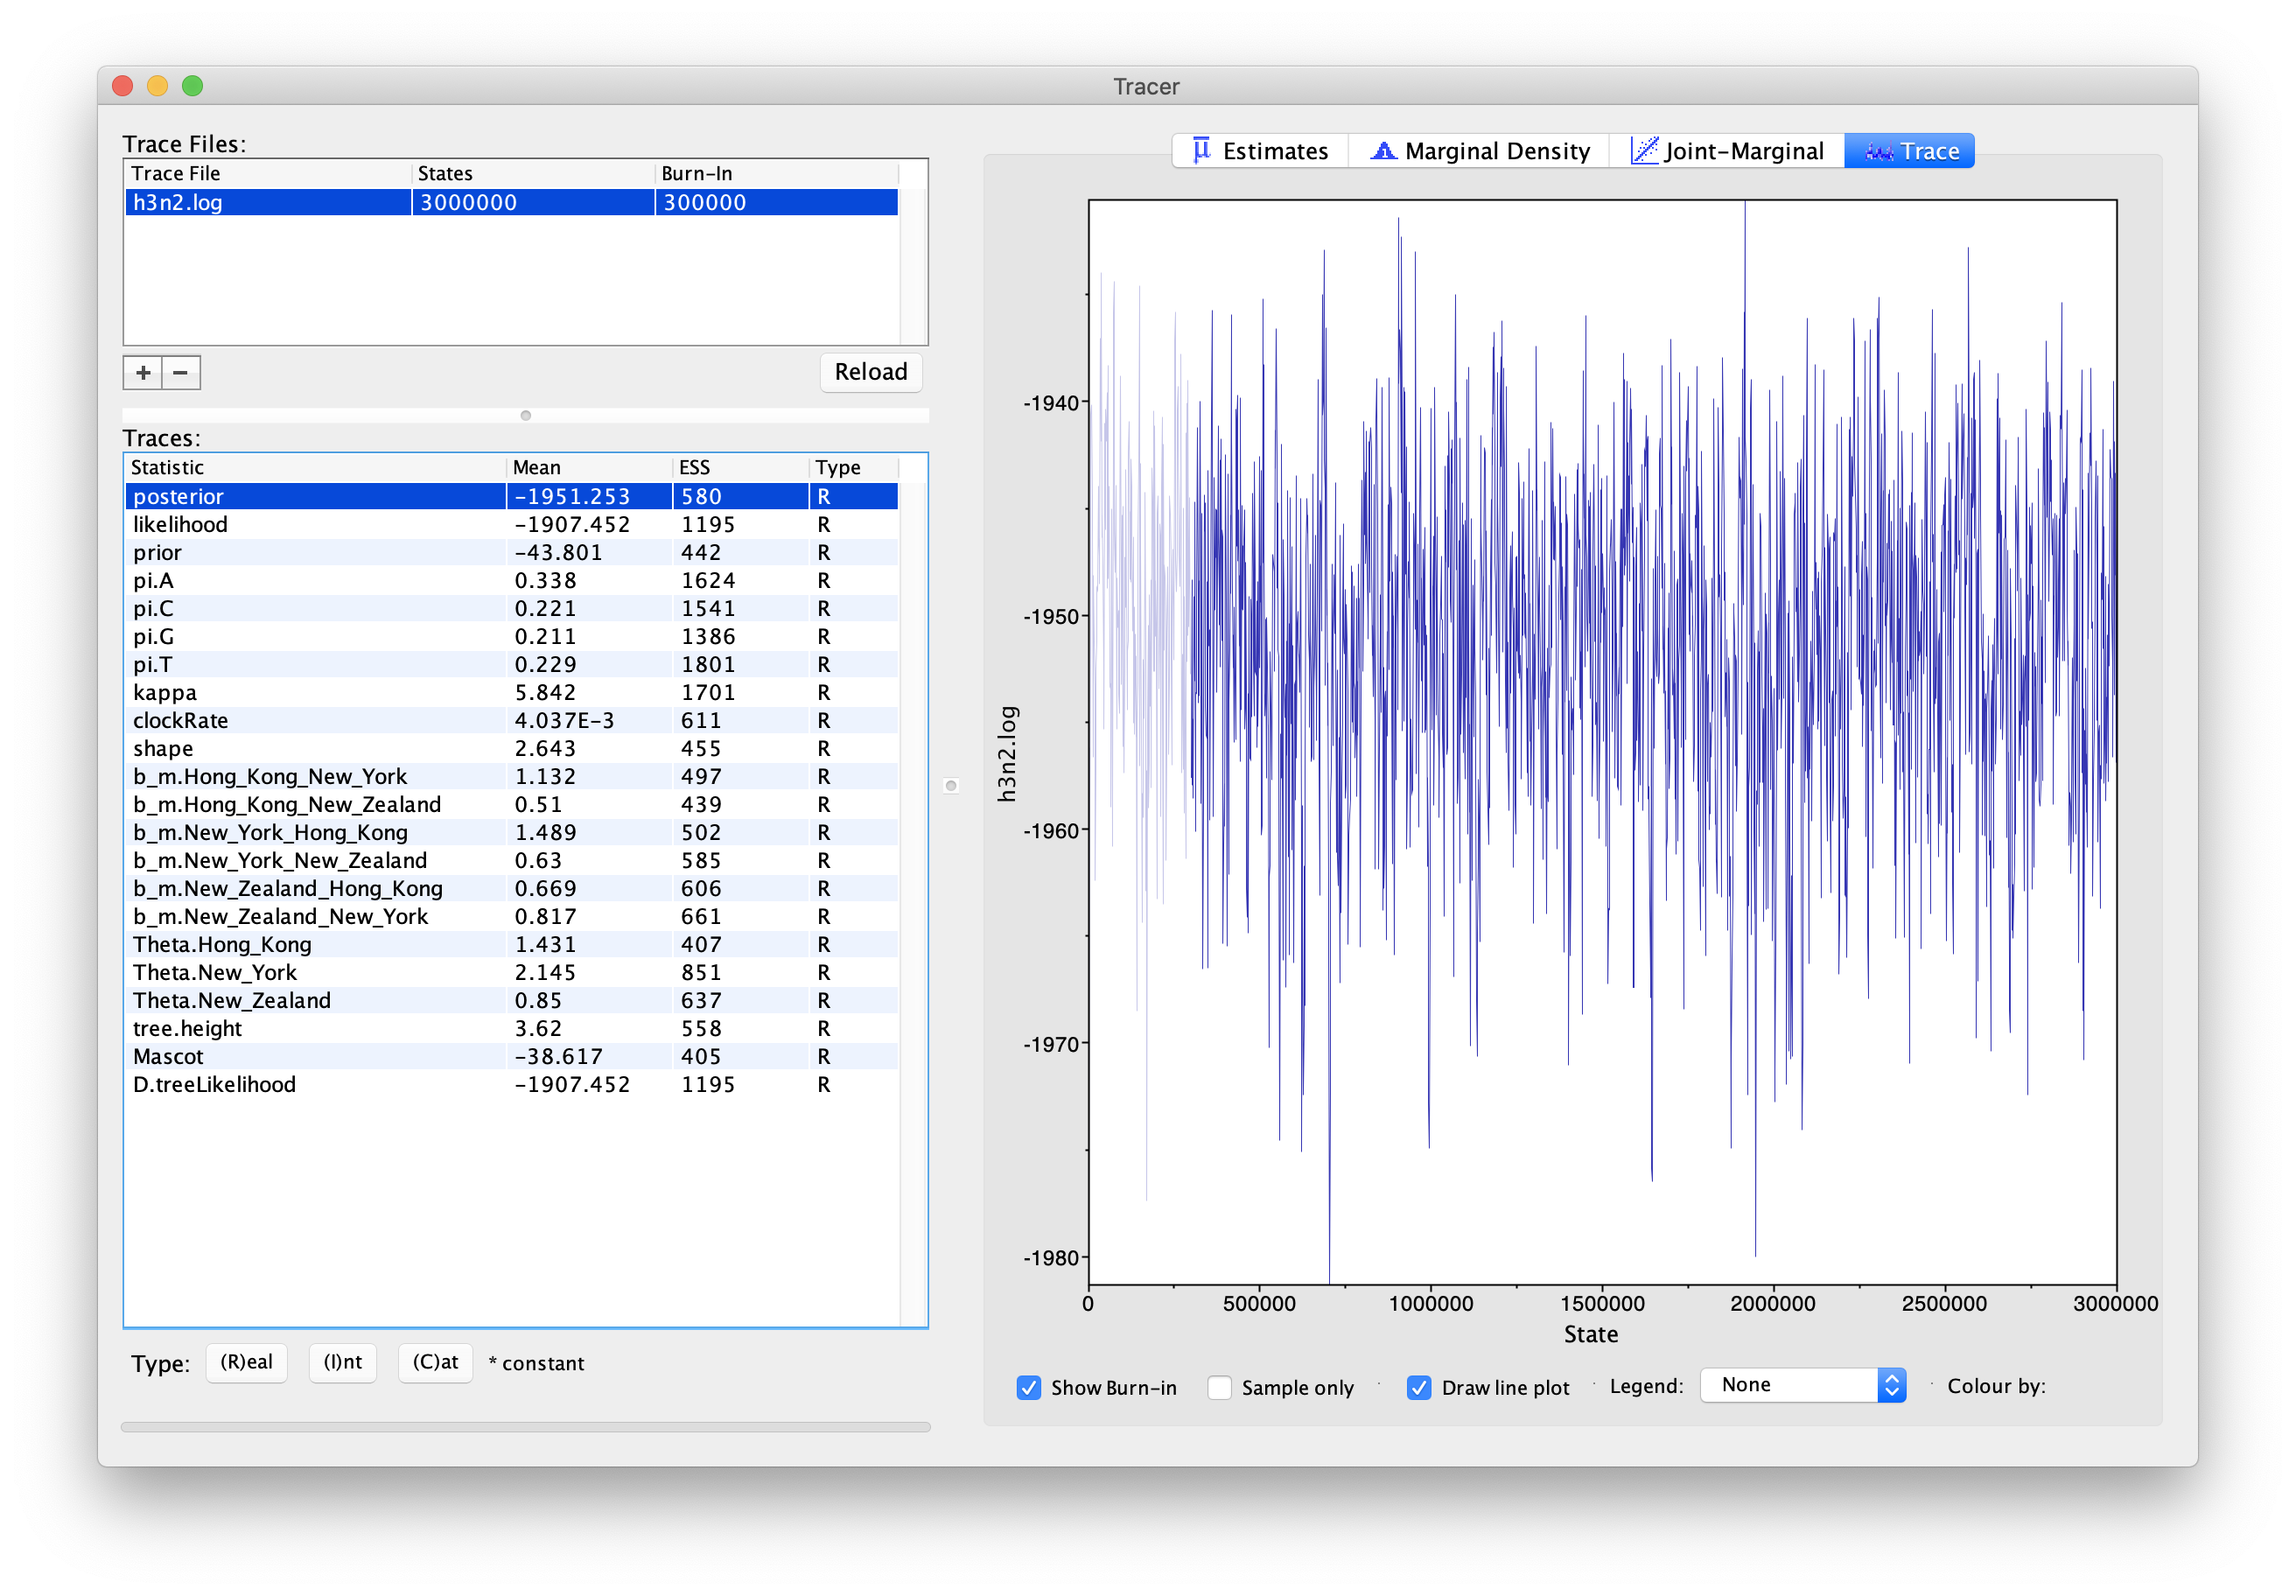 Tracer
Trace Files:
Trace File States Burn-In
h3n2.log 3000000 300000
+ −
Reload
Traces:
Statistic Mean ESS Type
posterior -1951.253 580 R
likelihood -1907.452 1195 R
prior -43.801 442 R
pi.A 0.338 1624 R
pi.C 0.221 1541 R
pi.G 0.211 1386 R
pi.T 0.229 1801 R
kappa 5.842 1701 R
clockRate 4.037E-3 611 R
shape 2.643 455 R
b_m.Hong_Kong_New_York 1.132 497 R
b_m.Hong_Kong_New_Zealand 0.51 439 R
b_m.New_York_Hong_Kong 1.489 502 R
b_m.New_York_New_Zealand 0.63 585 R
b_m.New_Zealand_Hong_Kong 0.669 606 R
b_m.New_Zealand_New_York 0.817 661 R
Theta.Hong_Kong 1.431 407 R
Theta.New_York 2.145 851 R
Theta.New_Zealand 0.85 637 R
tree.height 3.62 558 R
Mascot -38.617 405 R
D.treeLikelihood -1907.452 1195 R
Type: (R)eal (I)nt (C)at * constant
μ Estimates Marginal Density Joint-Marginal Trace
h3n2.log
-1940
-1950
-1960
-1970
-1980
0 500000 1000000 1500000 2000000 2500000 3000000
State
Show Burn-in Sample only Draw line plot Legend: None Colour by: